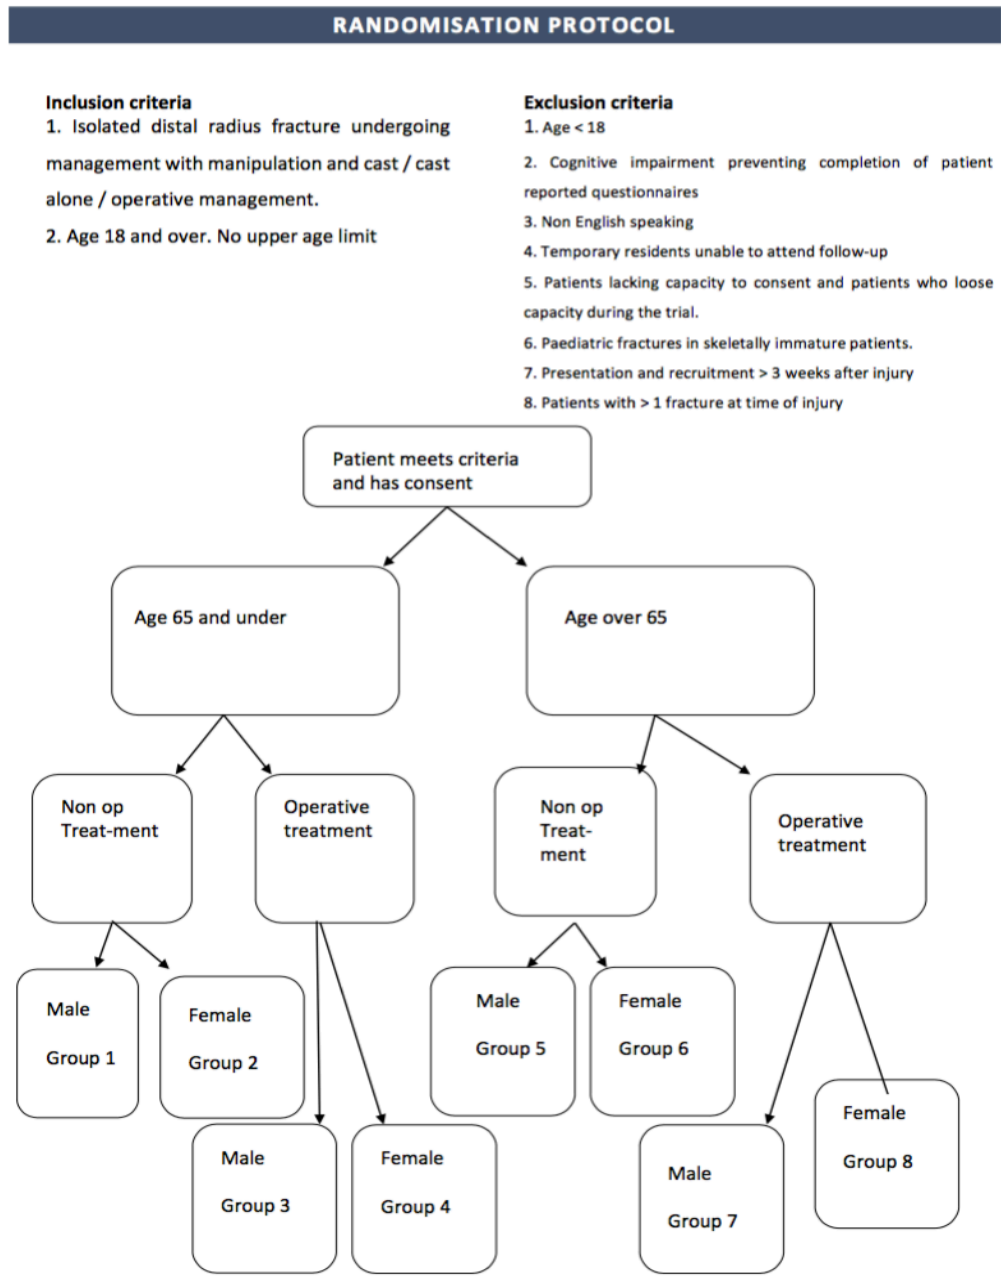 RANDOMISATION PROTOCOL
Inclusion criteria
1. Isolated distal radius fracture undergoing
management with manipulation and cast / cast
alone / operative management.
2. Age 18 and over. No upper age limit
Exclusion criteria
1. Age < 18
2. Cognitive impairment preventing completion of patient
reported questionnaires
3. Non English speaking
4. Temporary residents unable to attend follow-up
5. Patients lacking capacity to consent and patients who loose
capacity during the trial.
6. Paediatric fractures in skeletally immature patients.
7. Presentation and recruitment > 3 weeks after injury
8. Patients with > 1 fracture at time of injury
Patient meets criteria
and has consent
Age 65 and under
Age over 65
Non op
Treat-ment
Operative
treatment
Non op
Treat-
ment
Operative
treatment
Male
Group 1
Female
Group 2
Male
Group 3
Female
Group 4
Male
Group 5
Female
Group 6
Male
Group 7
Female
Group 8